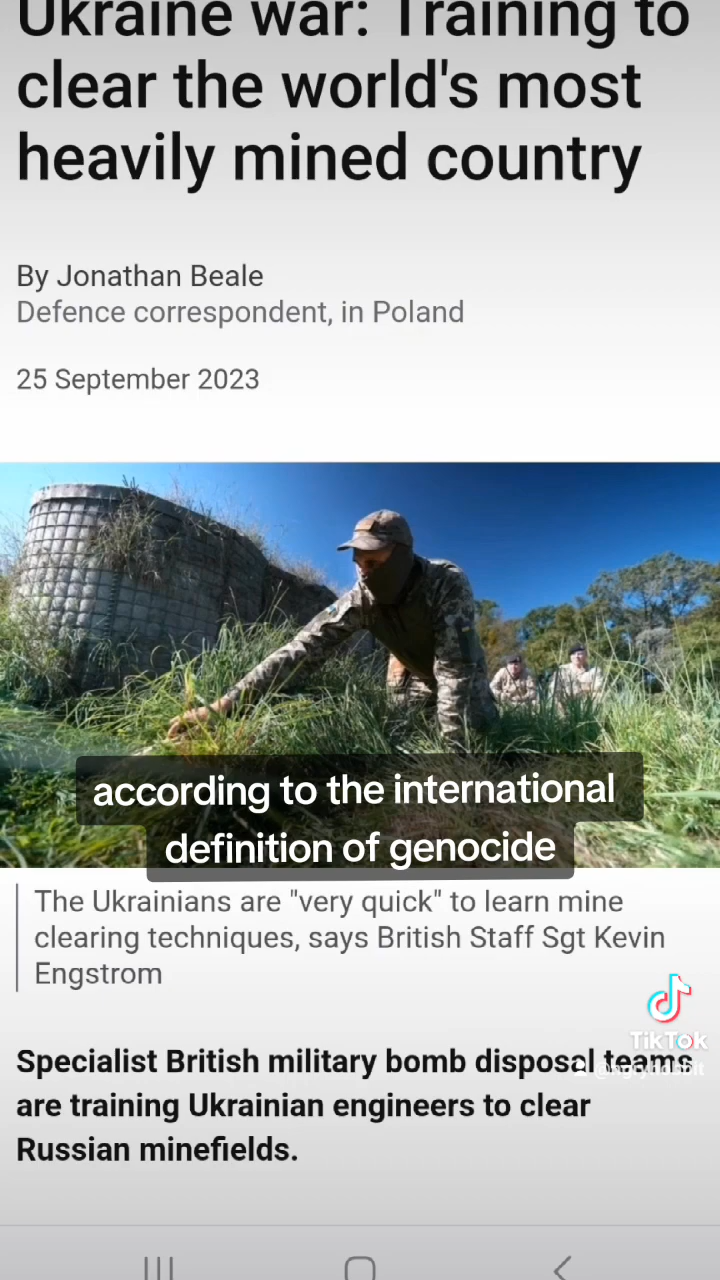 Ukraine war: Training to
clear the world's most
heavily mined country
By Jonathan Beale
Defence correspondent, in Poland
25 September 2023
according to the international
definition of genocide
The Ukrainians are "very quick" to learn mine
clearing techniques, says British Staff Sgt Kevin
Engstrom
TikTok
Specialist British military bomb disposal teams
are training Ukrainian engineers to clear
Russian minefields.